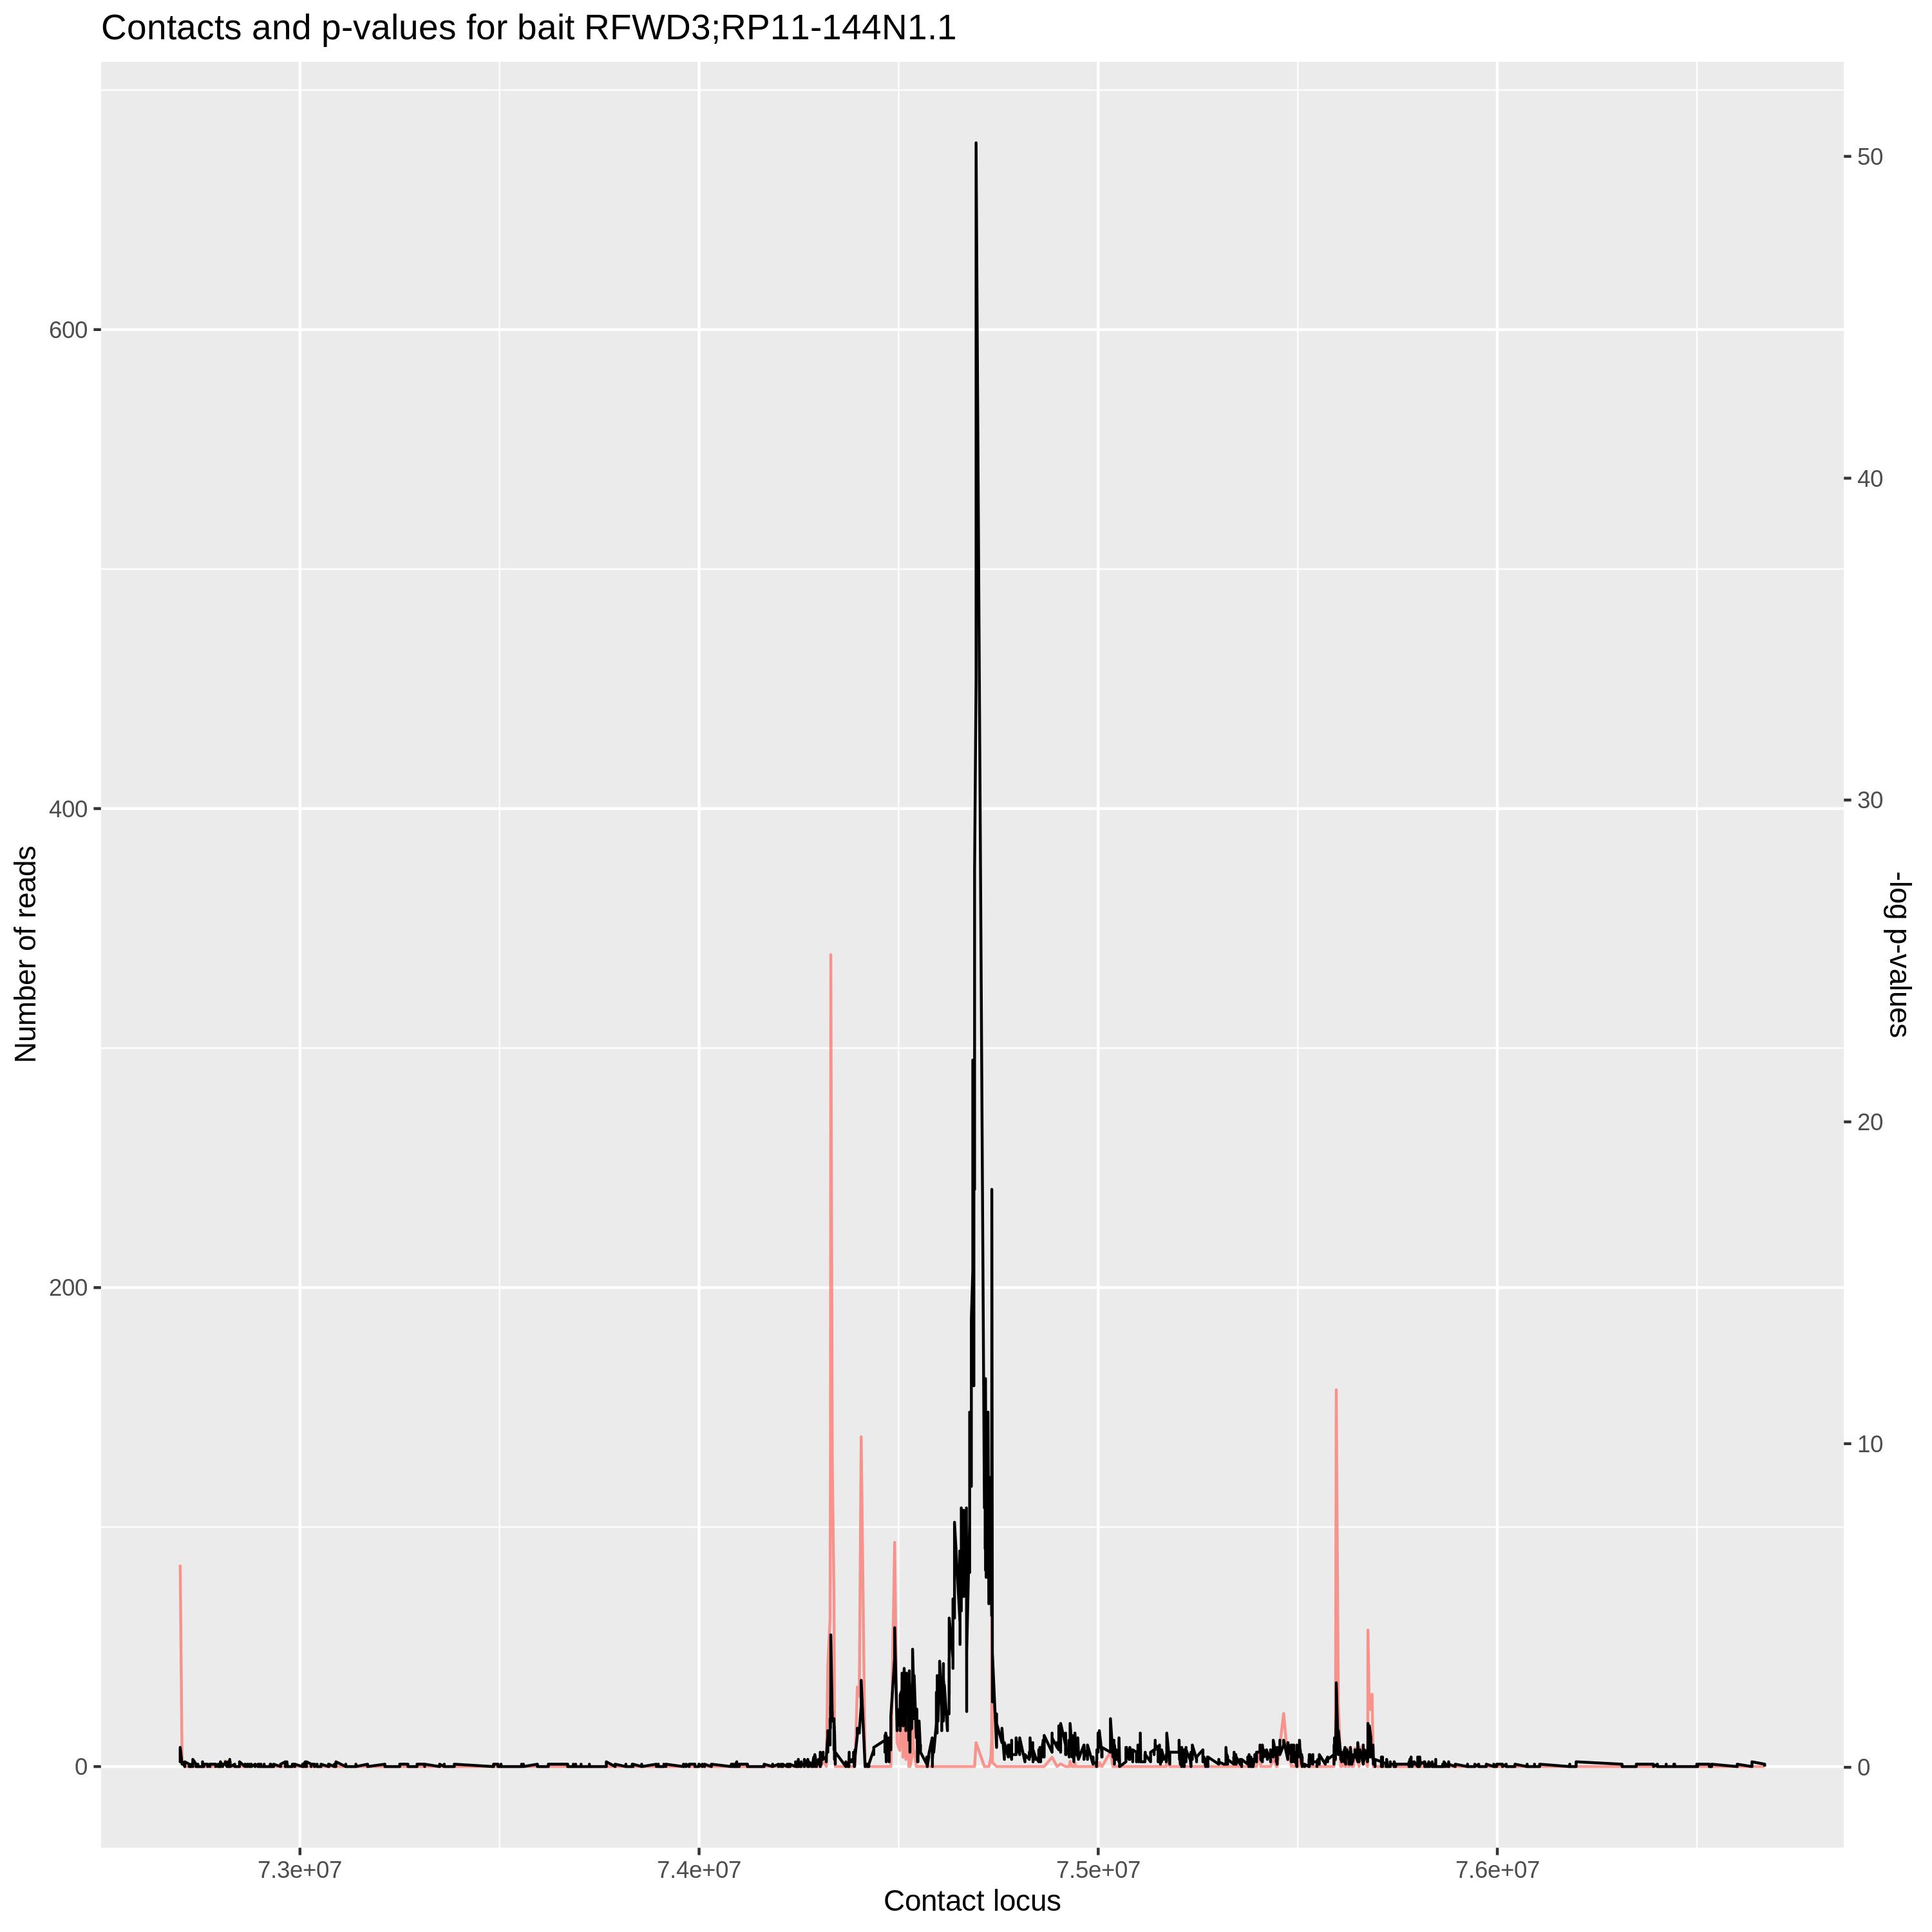 Contacts and p-values for bait RFWD3;RP11-144N1.1
Number of reads
600
400
200
0
50
40
30
20
10
0
-log p-values
7.3e+07
7.4e+07
7.5e+07
7.6e+07
Contact locus